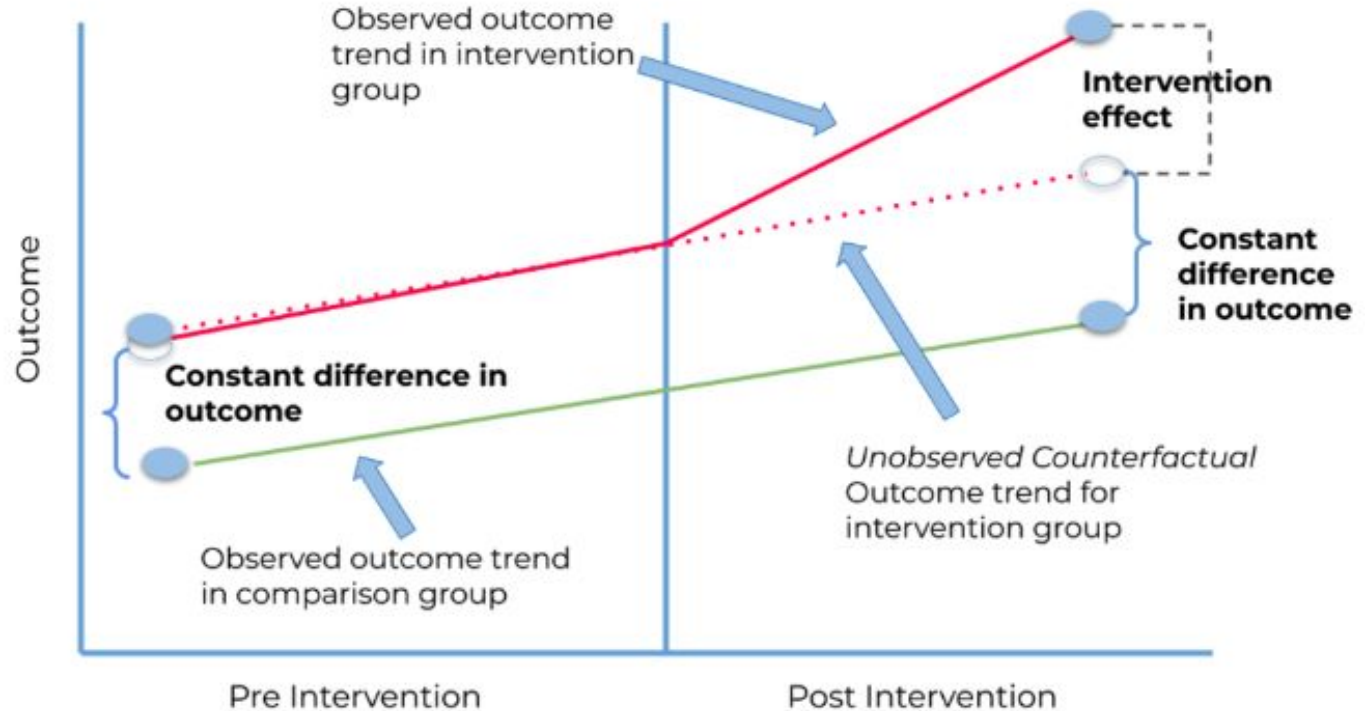 Observed outcome
trend in intervention
group
Intervention
effect
Outcome
Constant
difference
in outcome
Constant difference in
outcome
Unobserved Counterfactual
Outcome trend for
intervention group
Observed outcome trend
in comparison group
Pre Intervention
Post Intervention